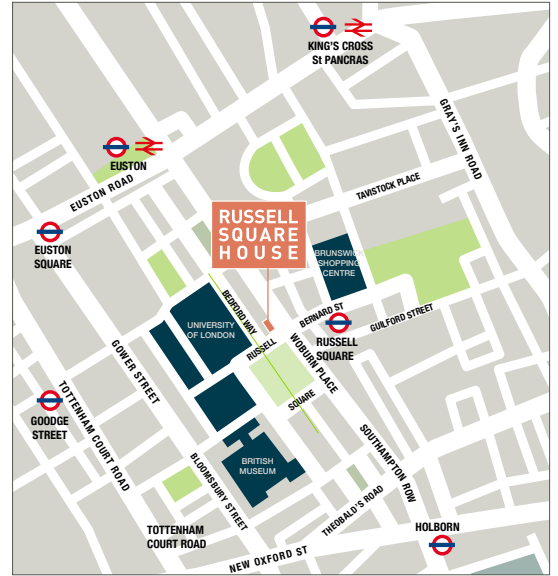 KING'S CROSS
St PANCRAS
GRAY'S INN ROAD
EUSTON
EUSTON ROAD
TAVISTOCK PLACE
RUSSELL
SQUARE
HOUSE
EUSTON
SQUARE
BRUNSWICK
SHOPPING
CENTRE
BEDFORD WAY
BERNARD ST
GUILFORD STREET
UNIVERSITY
OF LONDON
RUSSELL
SQUARE
RUSSELL
SQUARE
WOBURN PLACE
GOWER STREET
GOODGE
STREET
TOTTENHAM COURT ROAD
SOUTHAMPTON ROW
BRITISH
MUSEUM
BLOOMSBURY STREET
THEOBALD'S ROAD
TOTTENHAM
COURT ROAD
HOLBORN
NEW OXFORD ST